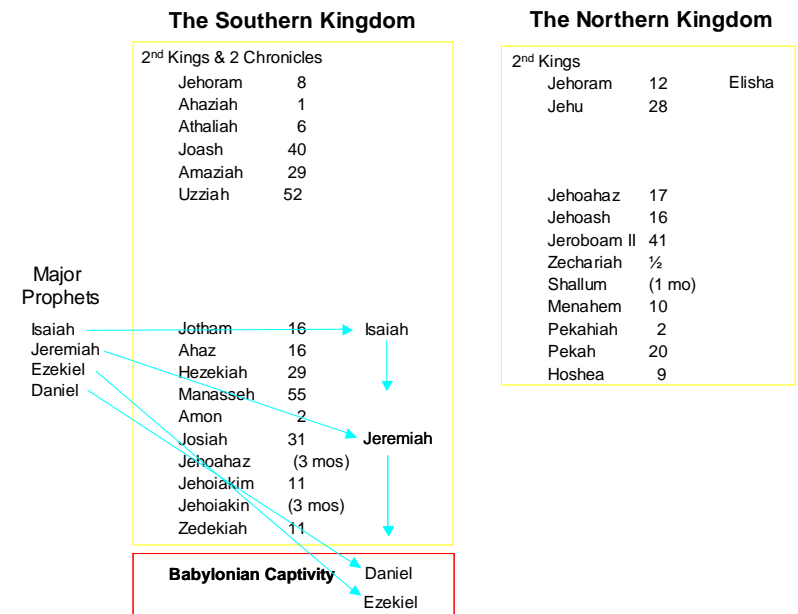 The Southern Kingdom
2nd Kings & 2 Chronicles
Jehoram 8
Ahaziah 1
Athaliah 6
Joash 40
Amaziah 29
Uzziah 52
Major
Prophets
Isaiah
Jeremiah
Ezekiel
Daniel
Jotham 16 Isaiah
Ahaz 16
Hezekiah 29
Manasseh 55
Amon 2
Josiah 31 Jeremiah
Jehoahaz (3 mos)
Jehoiakim 11
Jehoiakin (3 mos)
Zedekiah 11
Babylonian Captivity Daniel
Ezekiel
The Northern Kingdom
2nd Kings
Jehoram 12 Elisha
Jehu 28
Jehoahaz 17
Jehoash 16
Jeroboam II 41
Zechariah ½
Shallum (1 mo)
Menahem 10
Pekahiah 2
Pekah 20
Hoshea 9